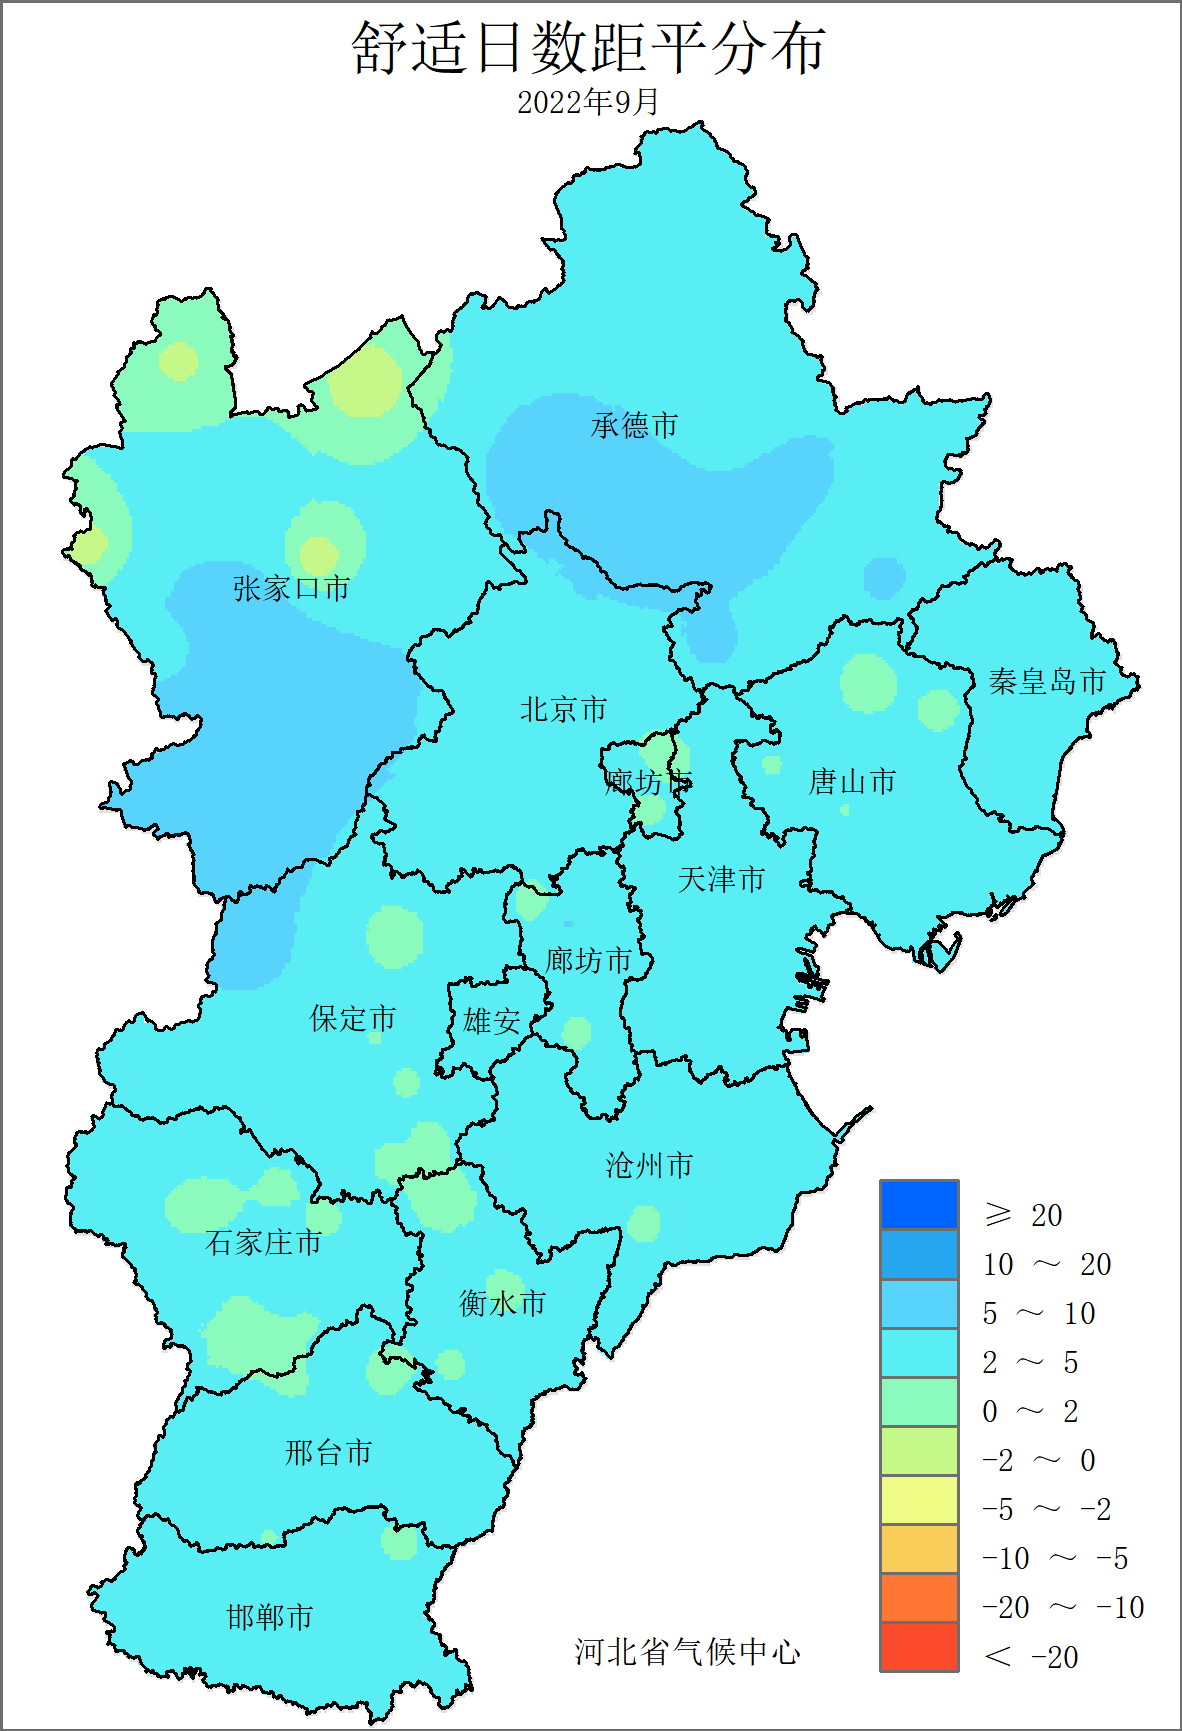 舒适日数距平分布
2022年9月
承德市
张家口市
秦皇岛市
北京市
廊坊市
唐山市
天津市
廊坊市
保定市
雄安
沧州市
石家庄市
衡水市
邢台市
邯郸市
河北省气候中心
≥ 20
10 ～ 20
5 ～ 10
2 ～ 5
0 ～ 2
-2 ～ 0
-5 ～ -2
-10 ～ -5
-20 ～ -10
< -20